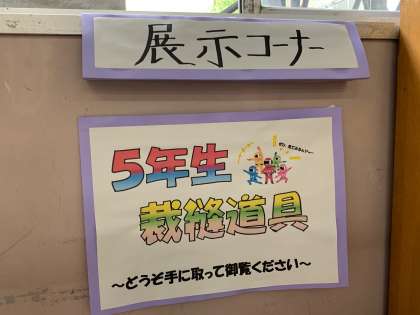 展示コーナー
5年生
裁縫道具
～どうぞ手に取って御覧ください～